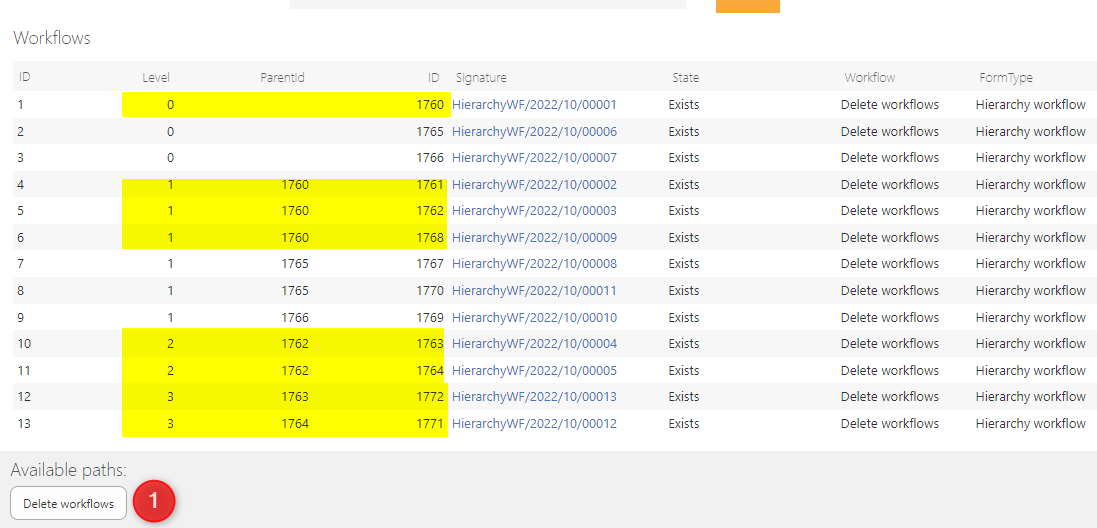 Workflows
ID Level ParentId ID Signature State Workflow FormType
1 0 1760 HierarchyWF/2022/10/00001 Exists Delete workflows Hierarchy workflow
2 0 1765 HierarchyWF/2022/10/00006 Exists Delete workflows Hierarchy workflow
3 0 1766 HierarchyWF/2022/10/00007 Exists Delete workflows Hierarchy workflow
4 1 1760 1761 HierarchyWF/2022/10/00002 Exists Delete workflows Hierarchy workflow
5 1 1760 1762 HierarchyWF/2022/10/00003 Exists Delete workflows Hierarchy workflow
6 1 1760 1768 HierarchyWF/2022/10/00009 Exists Delete workflows Hierarchy workflow
7 1 1765 1767 HierarchyWF/2022/10/00008 Exists Delete workflows Hierarchy workflow
8 1 1765 1770 HierarchyWF/2022/10/00011 Exists Delete workflows Hierarchy workflow
9 1 1766 1769 HierarchyWF/2022/10/00010 Exists Delete workflows Hierarchy workflow
10 2 1762 1763 HierarchyWF/2022/10/00004 Exists Delete workflows Hierarchy workflow
11 2 1762 1764 HierarchyWF/2022/10/00005 Exists Delete workflows Hierarchy workflow
12 3 1763 1772 HierarchyWF/2022/10/00013 Exists Delete workflows Hierarchy workflow
13 3 1764 1771 HierarchyWF/2022/10/00012 Exists Delete workflows Hierarchy workflow
Available paths:
Delete workflows 1